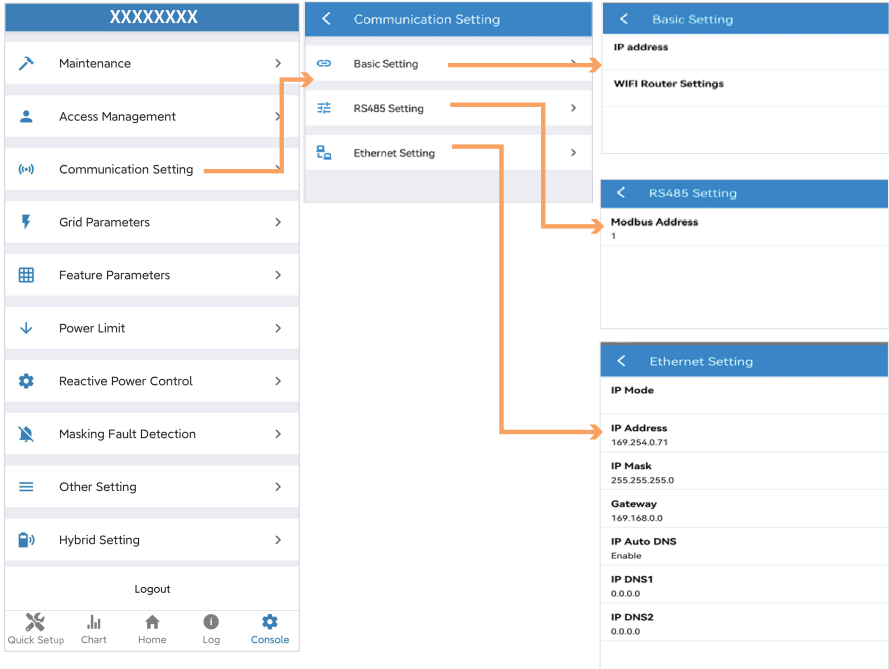 XXXXXXXX
Maintenance
Access Management
Communication Setting
Grid Parameters
Feature Parameters
Power Limit
Reactive Power Control
Masking Fault Detection
Other Setting
Hybrid Setting
Logout
Quick Setup
Chart
Home
Log
Console
Communication Setting
Basic Setting
RS485 Setting
Ethernet Setting
Basic Setting
IP address
WIFI Router Settings
RS485 Setting
Modbus Address
1
Ethernet Setting
IP Mode
IP Address
169.254.0.71
IP Mask
255.255.255.0
Gateway
169.168.0.0
IP Auto DNS
Enable
IP DNS1
0.0.0.0
IP DNS2
0.0.0.0